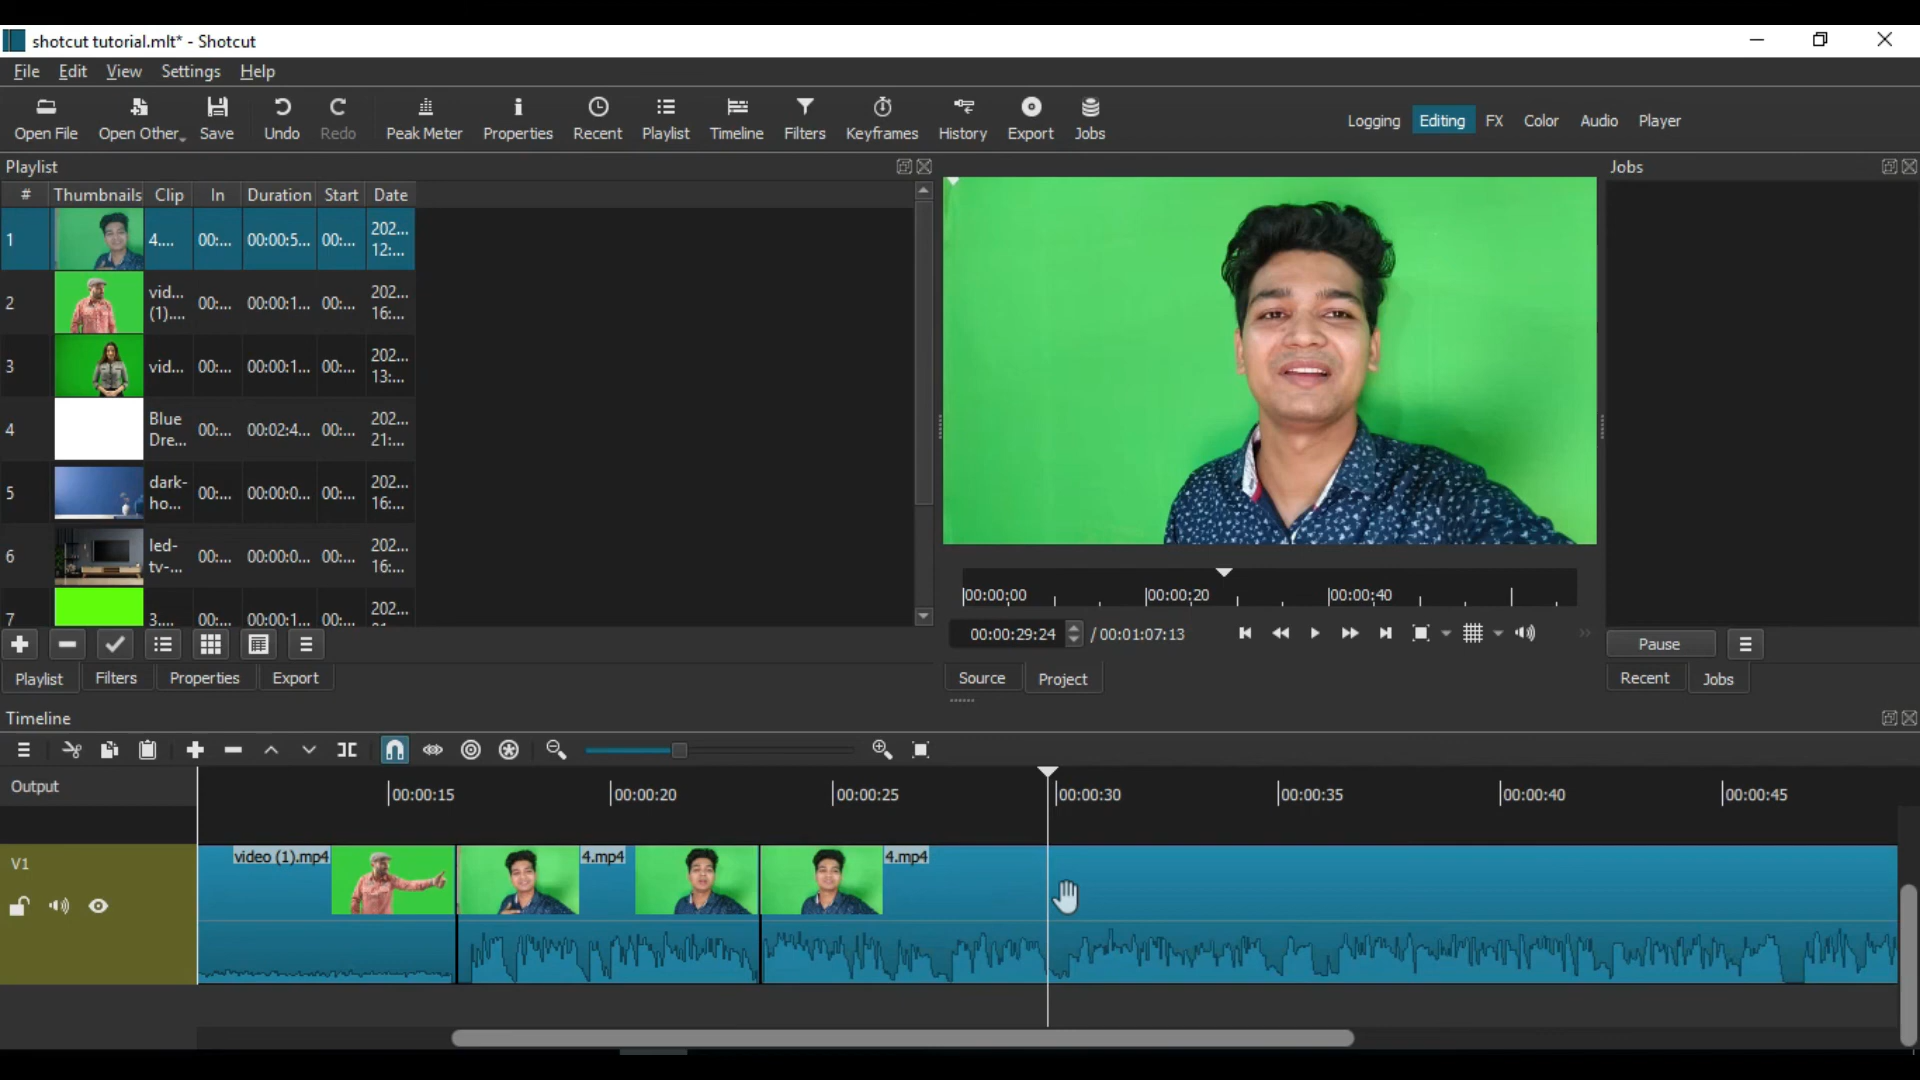 shotcut tutorial.mlt* - Shotcut
File Edit View Settings Help
Open File Open Other Save Undo Redo Peak Meter Properties Recent Playlist Timeline Filters Keyframes History Export Jobs
Logging Editing FX Color Audio Player
Playlist
# Thumbnails Clip In Duration Start Date
1 4.... 00:... 00:00:5... 00:... 202...
12:...
2 vid... 00:... 00:00:1... 00:... 202...
(1).... 16:...
3 vid... 00:... 00:00:1... 00:... 202...
13:...
4 Blue 00:... 00:02:4... 00:... 202...
Dre... 21:...
5 dark- 00:... 00:00:0... 00:... 202...
ho... 16:...
6 led- 00:... 00:00:0... 00:... 202...
tv-... 16:...
7 3.... 00:... 00:00:1... 00:... 202...
Playlist Filters Properties Export
00:00:00 00:00:20 00:00:40
00:00:29:24 / 00:01:07:13
Source Project
Jobs
Pause
Recent Jobs
Timeline
Output
00:00:15 00:00:20 00:00:25 00:00:30 00:00:35 00:00:40 00:00:45
V1
video (1).mp4 4.mp4 4.mp4